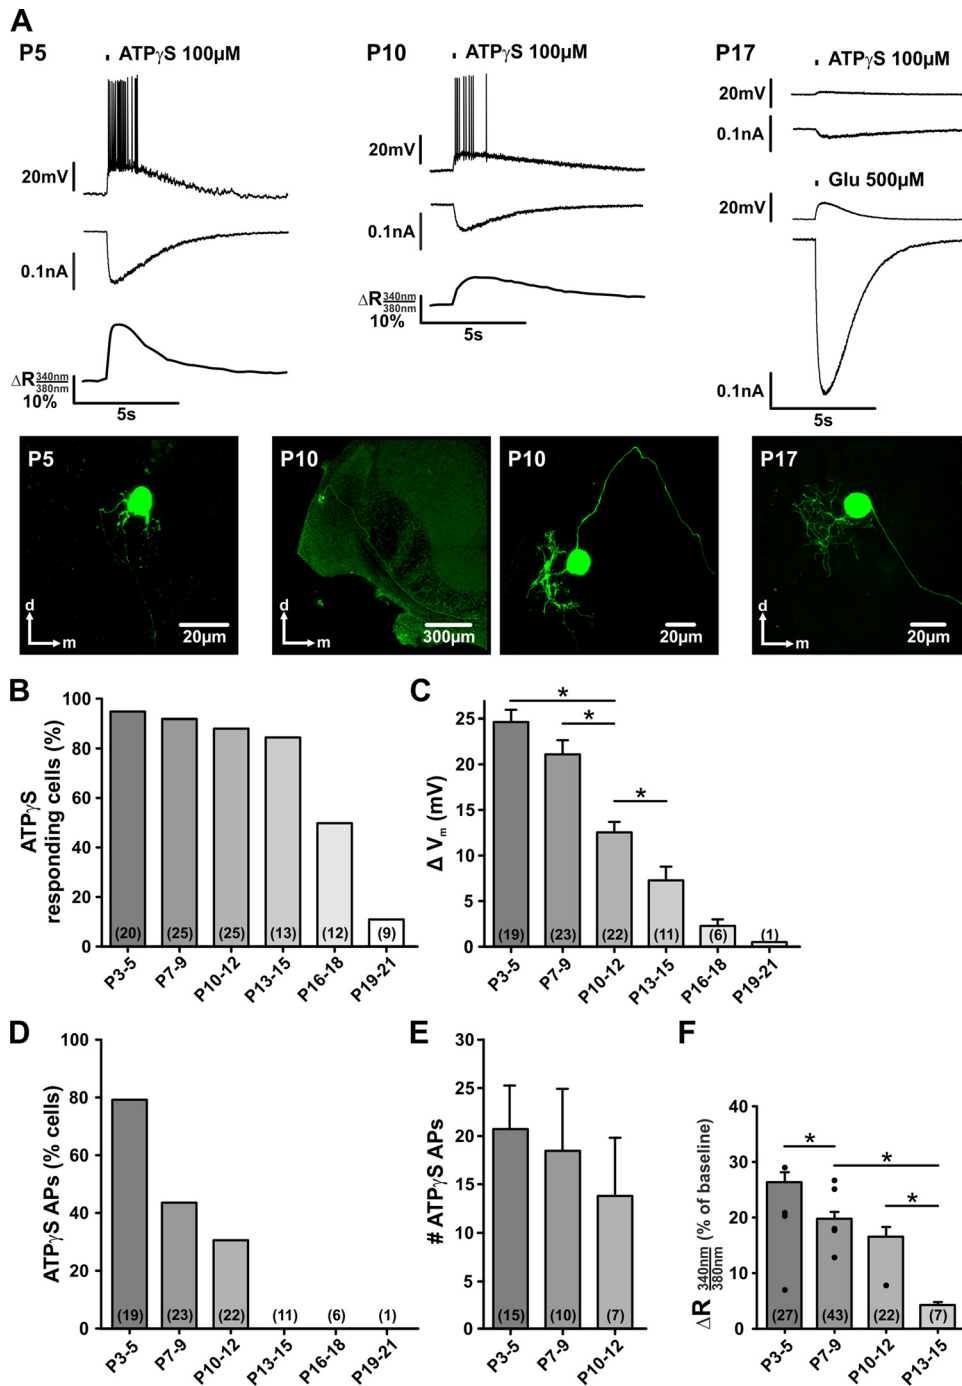 A
P5
ATPγS 100μM
20mV
0.1nA
ΔR 340nm/380nm
10%
5s
P10
ATPγS 100μM
20mV
0.1nA
ΔR 340nm/380nm
10%
5s
P17
ATPγS 100μM
20mV
0.1nA
Glu 500μM
20mV
0.1nA
5s
P5
d
m
20μm
P10
d
m
300μm
P10
20μm
P17
d
m
20μm
B
ATPγS
responding cells (%)
100
80
60
40
20
0
(20) (25) (25) (13) (12) (9)
P3-5 P7-9 P10-12 P13-15 P16-18 P19-21
C
Δ Vm (mV)
25
20
15
10
5
0
* * *
(19) (23) (22) (11) (6) (1)
P3-5 P7-9 P10-12 P13-15 P16-18 P19-21
D
ATPγS APs (% cells)
100
80
60
40
20
0
(19) (23) (22) (11) (6) (1)
P3-5 P7-9 P10-12 P13-15 P16-18 P19-21
E
# ATPγS APs
30
25
20
15
10
5
0
(15) (10) (7)
P3-5 P7-9 P10-12
F
ΔR 340nm/380nm (% of baseline)
40
30
20
10
0
* * *
(27) (43) (22) (7)
P3-5 P7-9 P10-12 P13-15